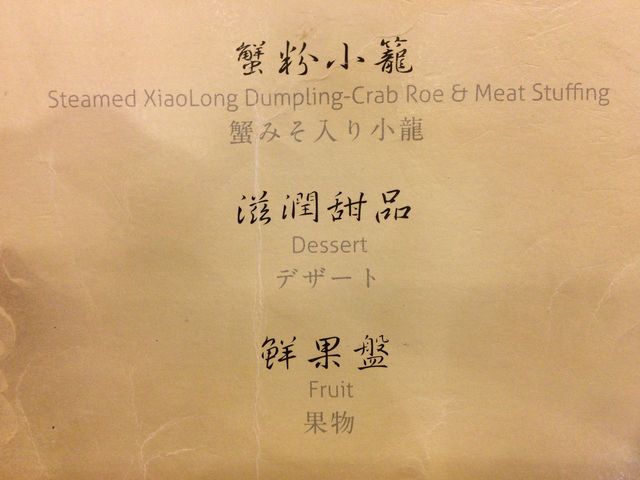 蟹粉小籠
Steamed XiaoLong Dumpling-Crab Roe & Meat Stuffing
蟹みそ入り小龍
滋潤甜品
Dessert
デザート
鮮果盤
Fruit
果物